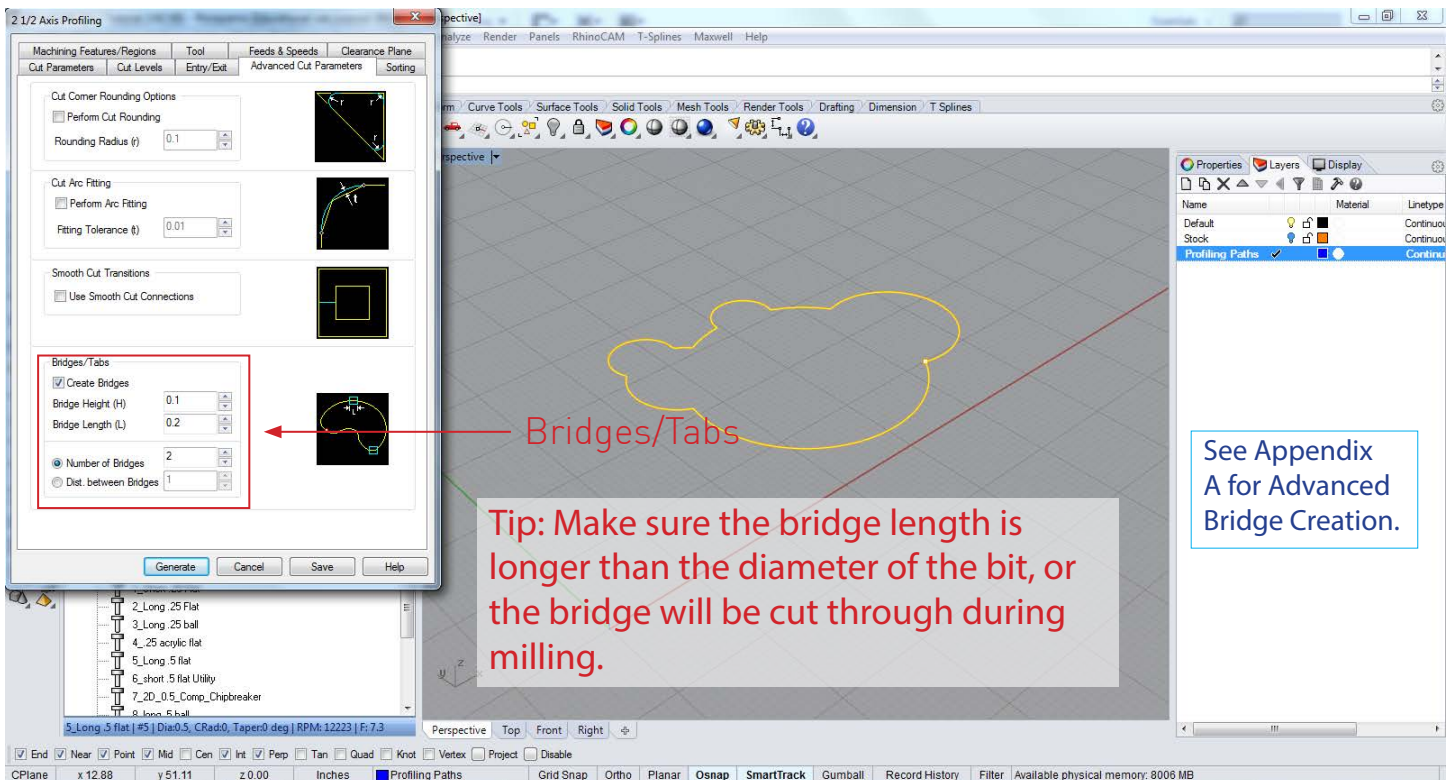 2 1/2 Axis Profiling
spective]
Machining Features/Regions Tool Feeds & Speeds Clearance Plane
Cut Parameters Cut Levels Entry/Exit Advanced Cut Parameters Sorting
Cut Corner Rounding Options
Perform Cut Rounding
Rounding Radius (r) 0.1
r r
r
Cut Arc Fitting
Perform Arc Fitting
Fitting Tolerance (t) 0.01
t
Smooth Cut Transitions
Use Smooth Cut Connections
Bridges/Tabs
Create Bridges
Bridge Height (H) 0.1
Bridge Length (L) 0.2
L
Number of Bridges 2
Dist. between Bridges 1
Generate Cancel Save Help
nalyze Render Panels RhinoCAM T-Splines Maxwell Help
rm Curve Tools Surface Tools Solid Tools Mesh Tools Render Tools Drafting Dimension T Splines
rspective
Properties Layers Display
Name Material Linetype
Default Continuou
Stock Continuou
Profiling Paths Continu
Bridges/Tabs
Tip: Make sure the bridge length is
longer than the diameter of the bit, or
the bridge will be cut through during
milling.
See Appendix
A for Advanced
Bridge Creation.
2_Long .25 Flat
3_Long .25 ball
4_.25 acrylic flat
5_Long .5 flat
6_short .5 flat Utility
7_2D_0.5_Comp_Chipbreaker
8_long .5 ball
5_Long .5 flat | #5 | Dia:0.5, CRad:0, Taper:0 deg | RPM: 12223 | F: 7.3
z
y x
Perspective Top Front Right
End Near Point Mid Cen Int Perp Tan Quad Knot Vertex Project Disable
CPlane x 12.88 y 51.11 z 0.00 Inches Profiling Paths Grid Snap Ortho Planar Osnap SmartTrack Gumball Record History Filter Available physical memory: 8006 MB